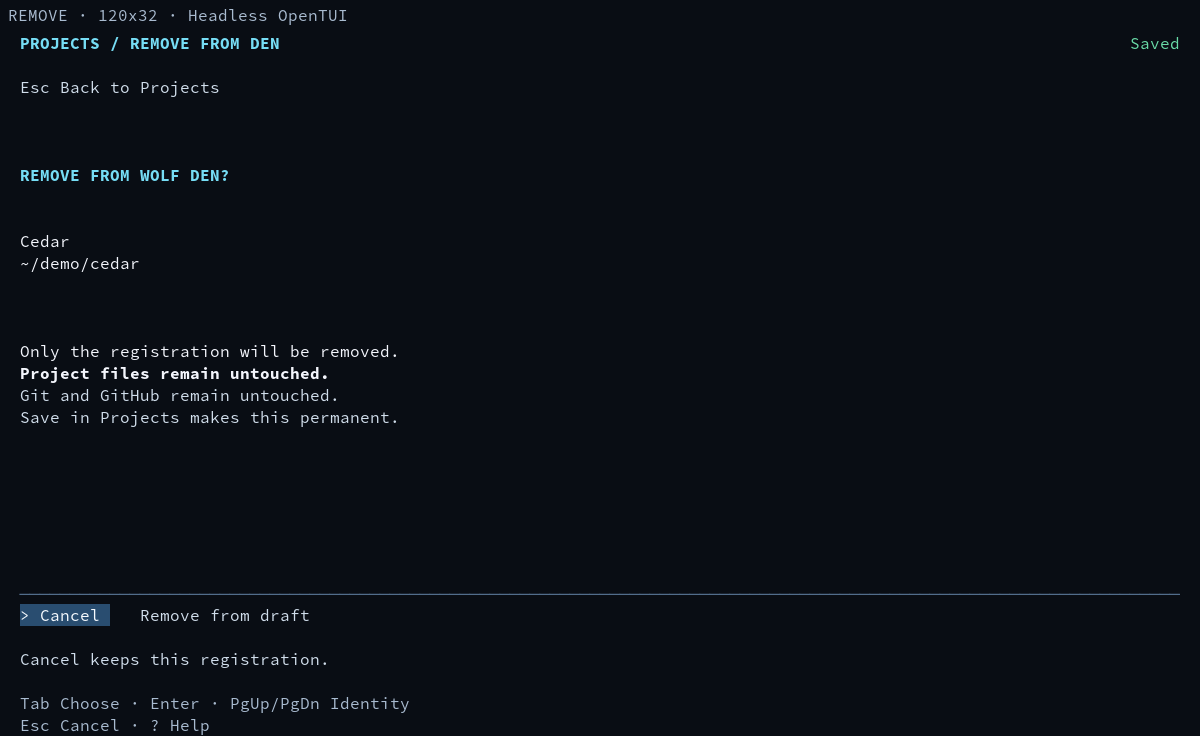 REMOVE · 120x32 · Headless OpenTUI
PROJECTS / REMOVE FROM DEN Saved
Esc Back to Projects
REMOVE FROM WOLF DEN?
Cedar
~/demo/cedar
Only the registration will be removed.
Project files remain untouched.
Git and GitHub remain untouched.
Save in Projects makes this permanent.
> Cancel Remove from draft
Cancel keeps this registration.
Tab Choose · Enter · PgUp/PgDn Identity
Esc Cancel · ? Help